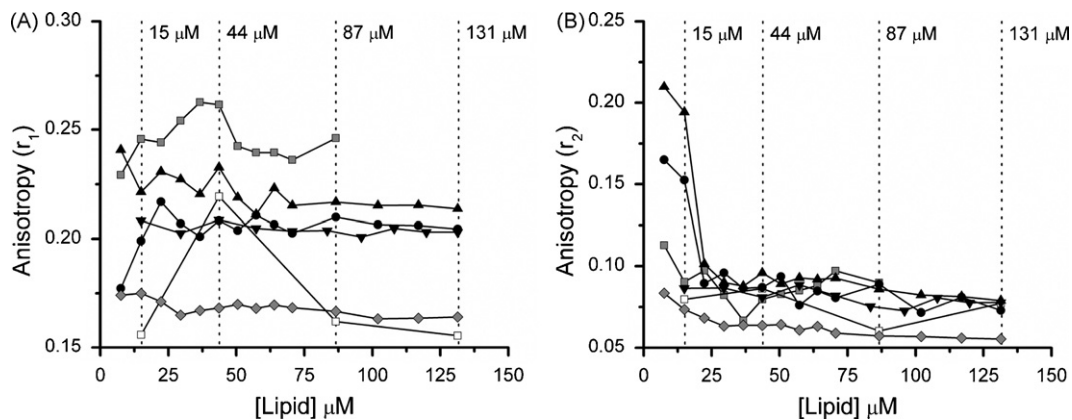 (A)
0.30
0.25
0.20
0.15
Anisotropy (r₁)
15 μM
44 μM
87 μM
131 μM
0 25 50 75 100 125 150
[Lipid] μM
(B)
0.20
0.15
0.10
0.05
Anisotropy (r₂)
15 μM
44 μM
87 μM
131 μM
0 25 50 75 100 125 150
[Lipid] μM